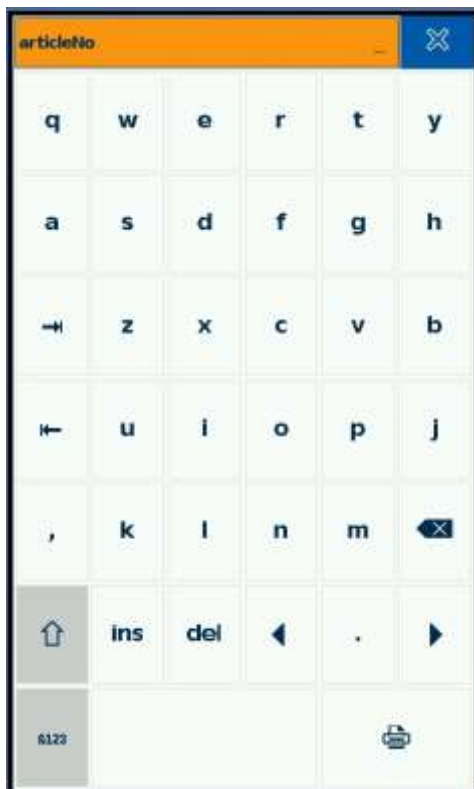 articleNo _
q w e r t y
a s d f g h
z x c v b
u i o p j
, k l n m
ins del .
&123